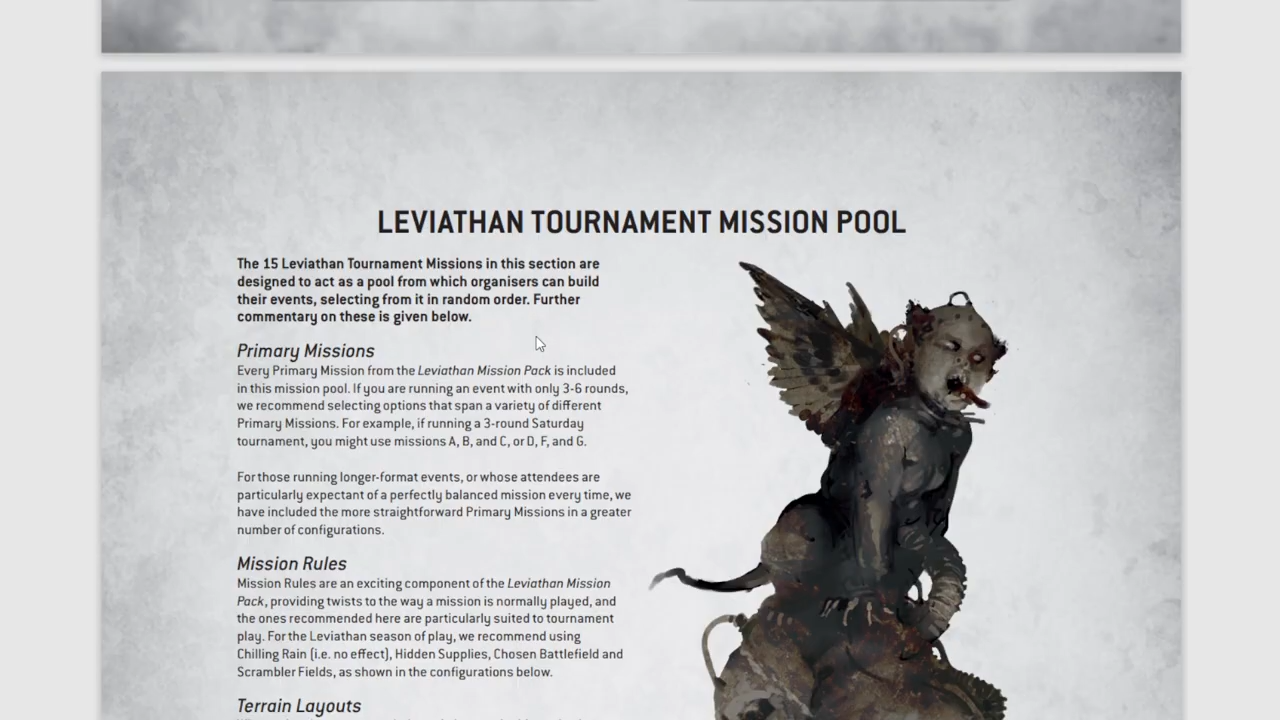 LEVIATHAN TOURNAMENT MISSION POOL
The 15 Leviathan Tournament Missions in this section are
designed to act as a pool from which organisers can build
their events, selecting from it in random order. Further
commentary on these is given below.
Primary Missions
Every Primary Mission from the Leviathan Mission Pack is included
in this mission pool. If you are running an event with only 3-6 rounds,
we recommend selecting options that span a variety of different
Primary Missions. For example, if running a 3-round Saturday
tournament, you might use missions A, B, and C, or D, F, and G.
For those running longer-format events, or whose attendees are
particularly expectant of a perfectly balanced mission every time, we
have included the more straightforward Primary Missions in a greater
number of configurations.
Mission Rules
Mission Rules are an exciting component of the Leviathan Mission
Pack, providing twists to the way a mission is normally played, and
the ones recommended here are particularly suited to tournament
play. For the Leviathan season of play, we recommend using
Chilling Rain (i.e. no effect), Hidden Supplies, Chosen Battlefield and
Scrambler Fields, as shown in the configurations below.
Terrain Layouts